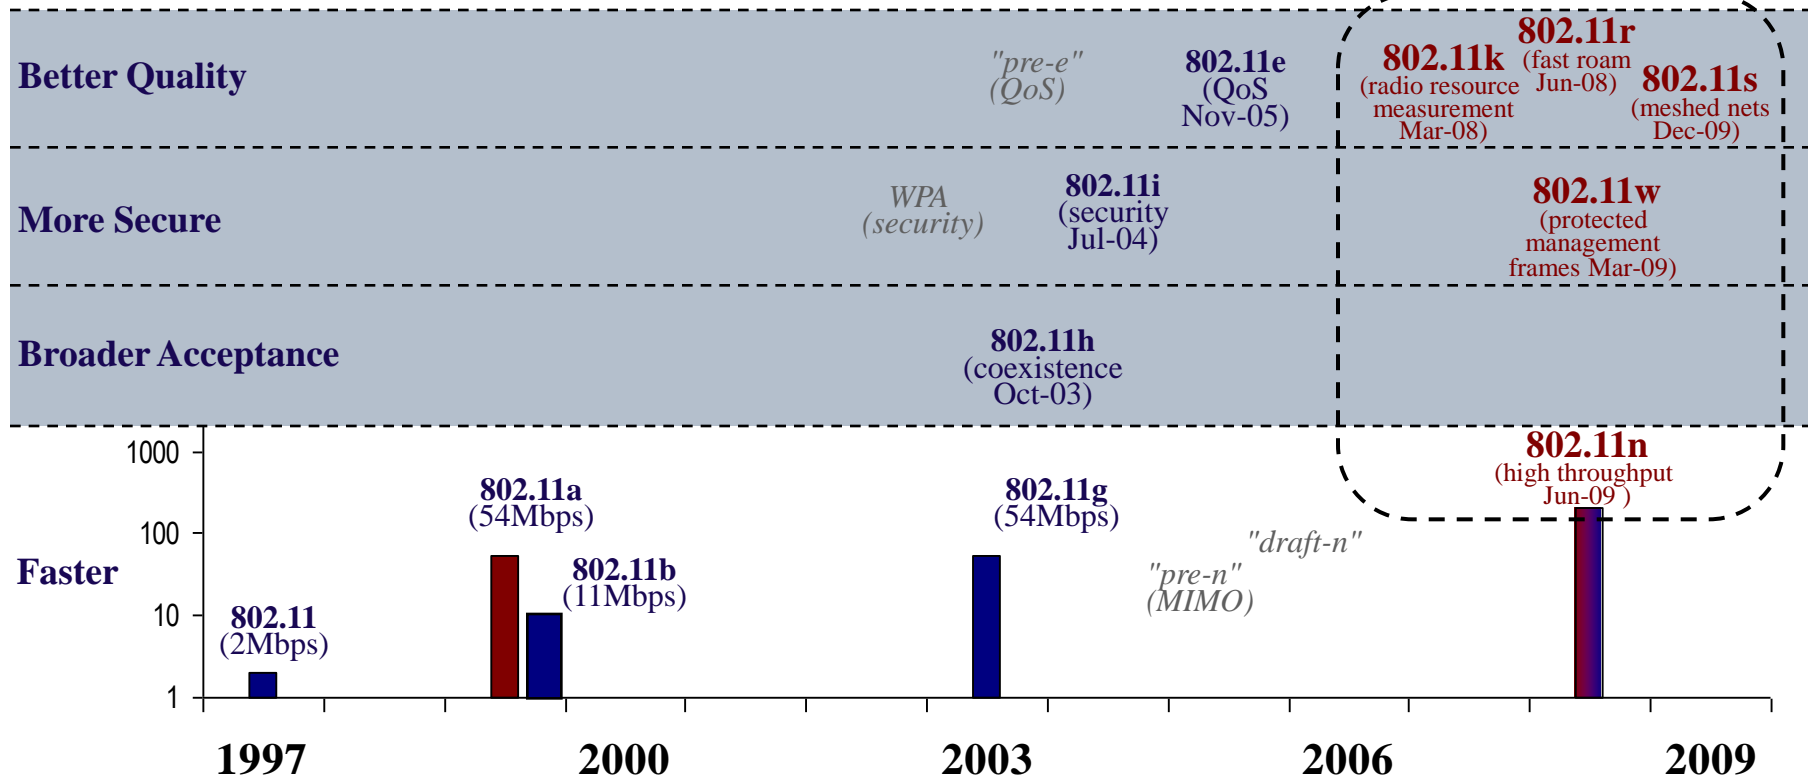 Better Quality
"pre-e"
(QoS)
802.11e
(QoS
Nov-05)
802.11k
(radio resource
measurement
Mar-08)
802.11r
(fast roam
Jun-08)
802.11s
(meshed nets
Dec-09)
More Secure
WPA
(security)
802.11i
(security
Jul-04)
802.11w
(protected
management
frames Mar-09)
Broader Acceptance
802.11h
(coexistence
Oct-03)
Faster
1000
100
10
1
802.11
(2Mbps)
802.11a
(54Mbps)
802.11b
(11Mbps)
802.11g
(54Mbps)
"pre-n"
(MIMO)
"draft-n"
802.11n
(high throughput
Jun-09 )
1997
2000
2003
2006
2009